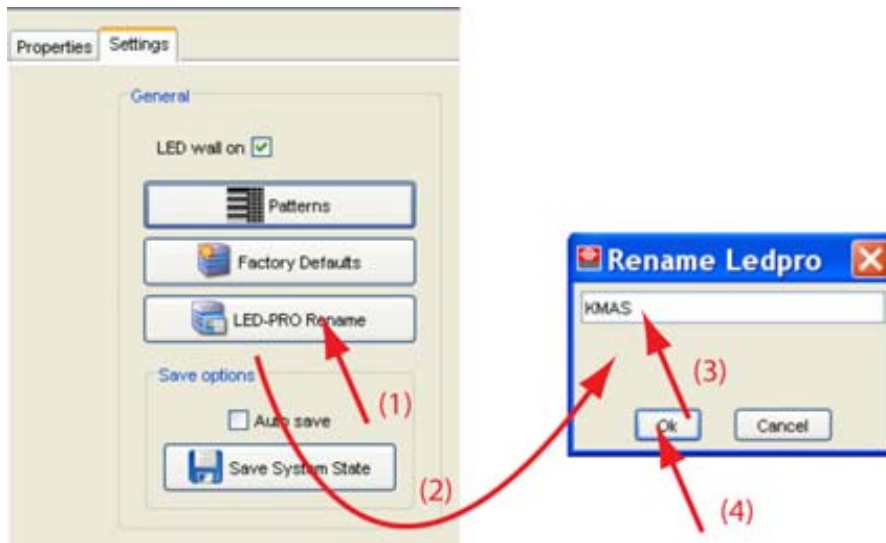 Properties Settings
General
LED wall on
Patterns
Factory Defaults
LED-PRO Rename
Save options
Auto save
Save System State
(1)
(2)
Rename Ledpro
KMAS
(3)
Ok Cancel
(4)